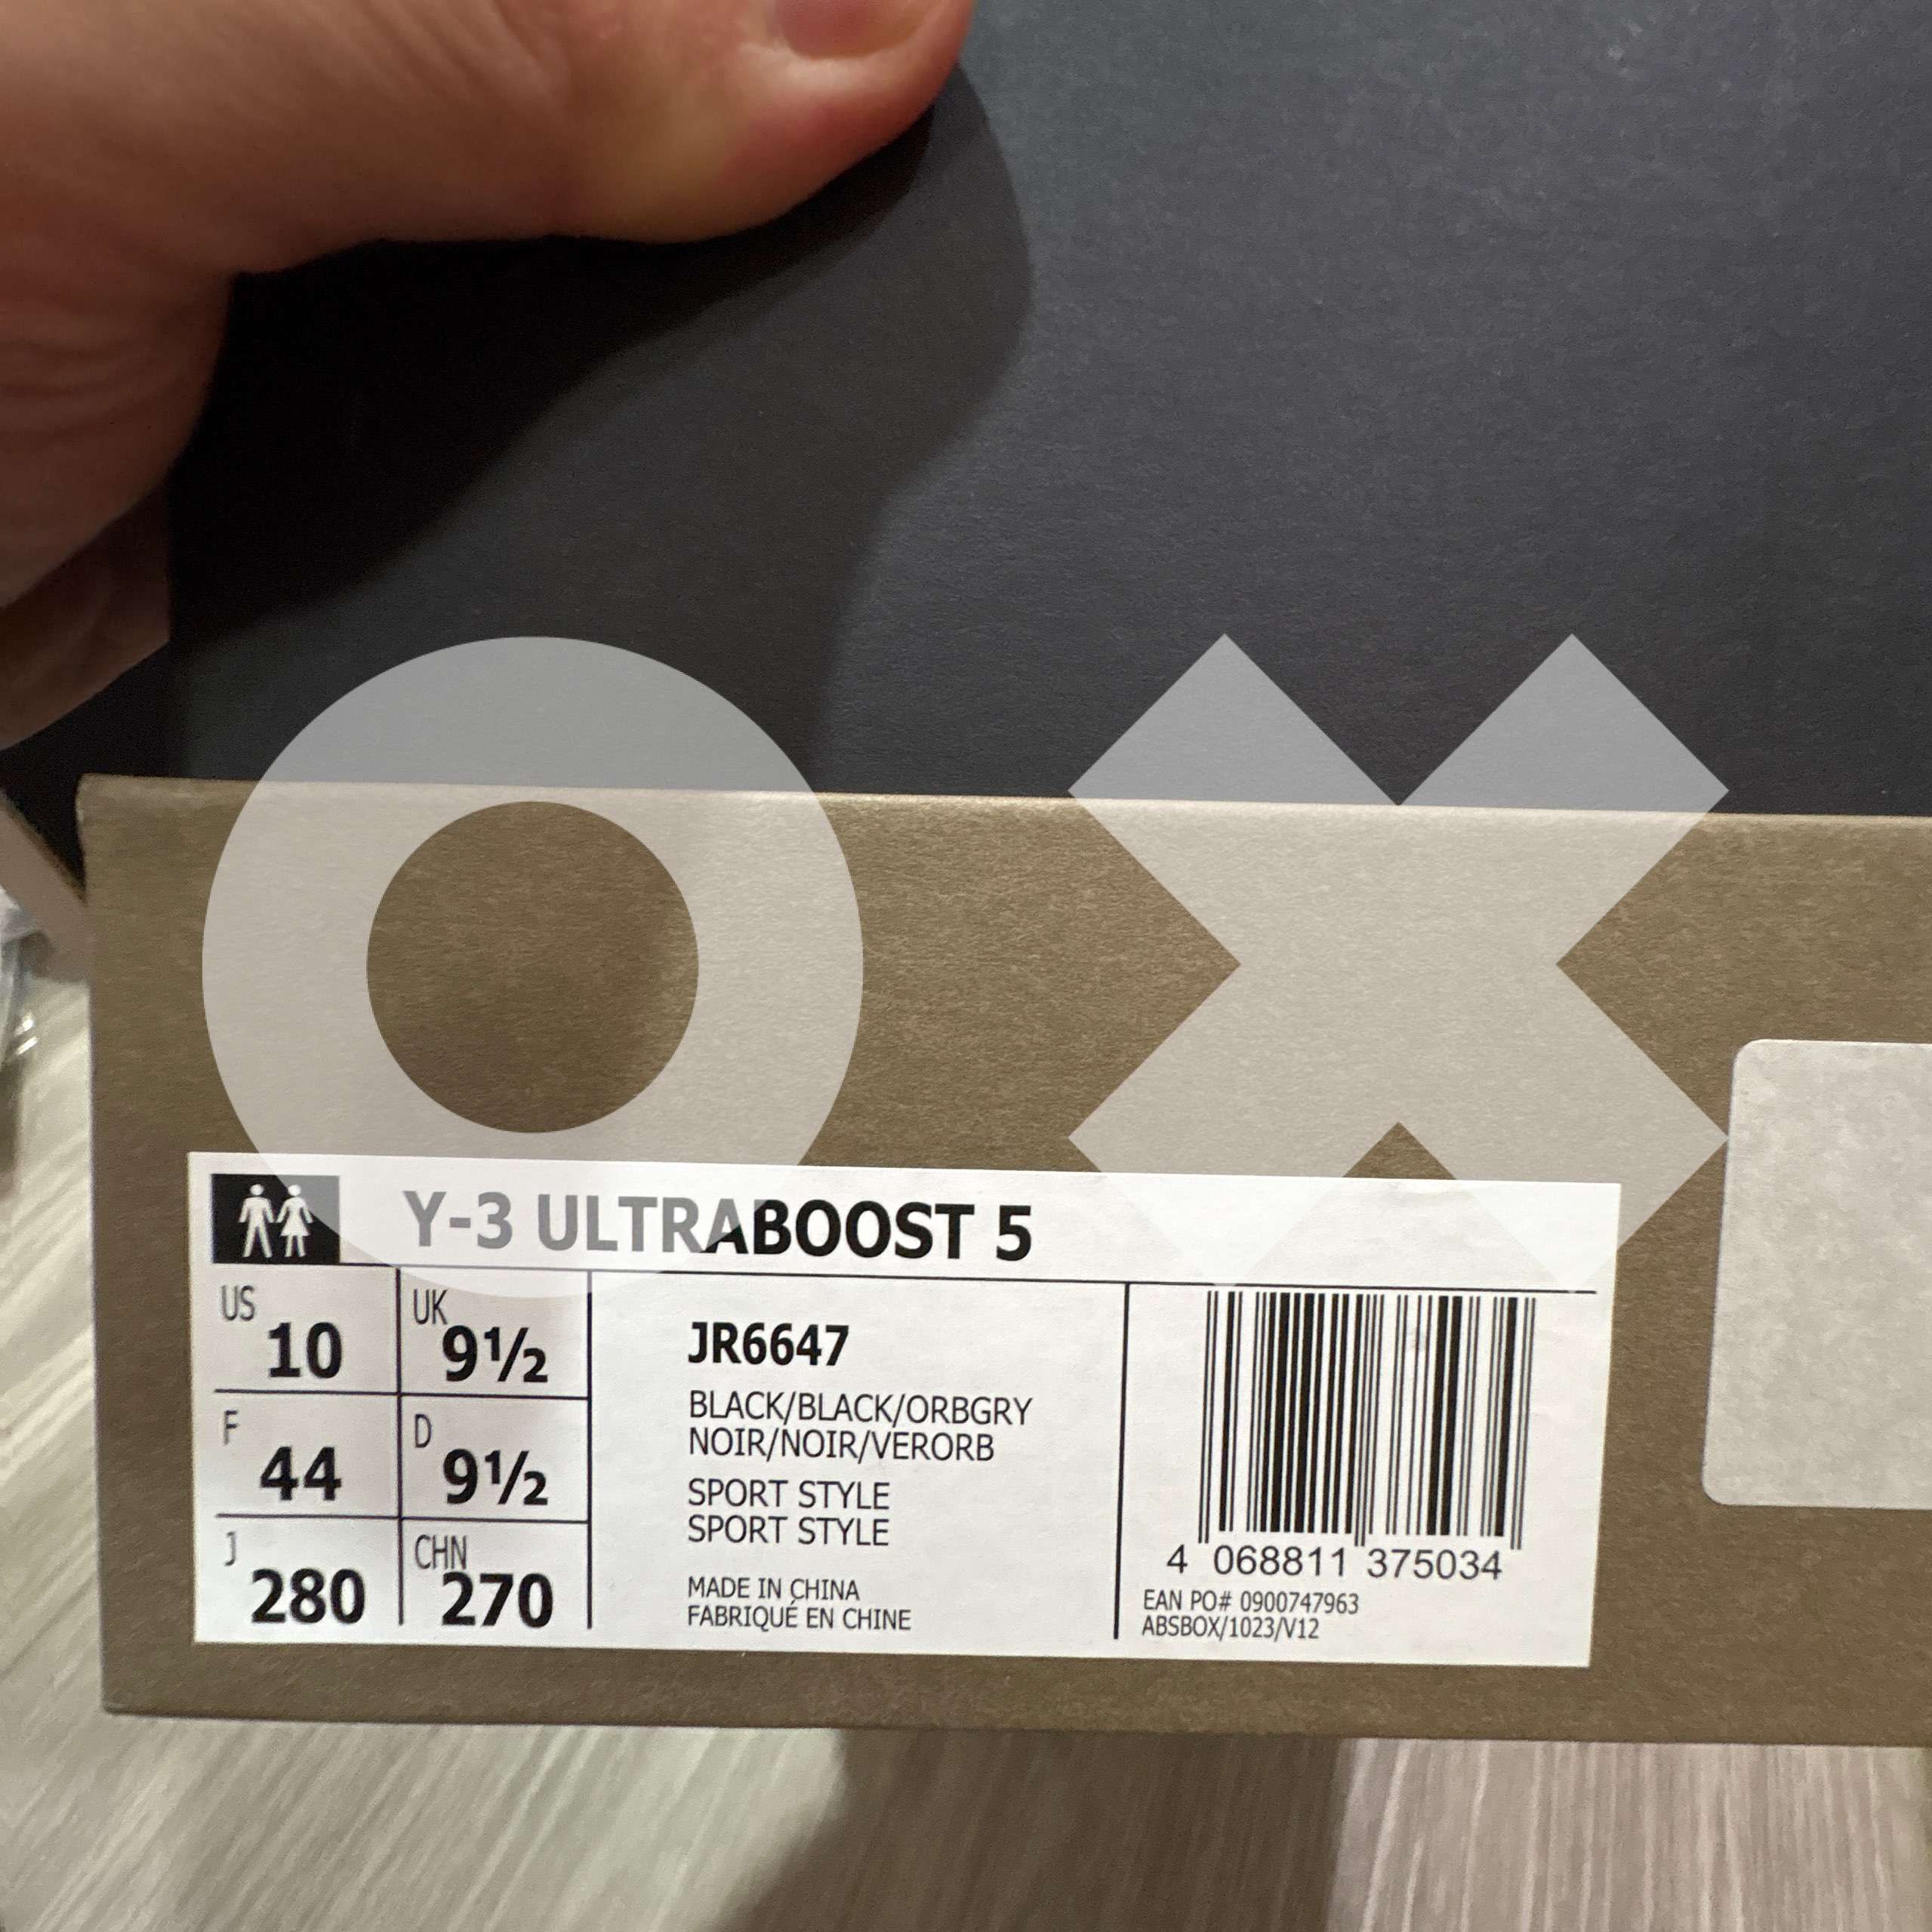 Y-3 ULTRABOOST 5
US 10 UK 9½
F 44 D 9½
J 280 CHN 270
JR6647
BLACK/BLACK/ORBGRY
NOIR/NOIR/VERORB
SPORT STYLE
SPORT STYLE
MADE IN CHINA
FABRIQUÉ EN CHINE
4 068811 375034
EAN PO# 0900747963
ABSBOX/1023/V12
OX